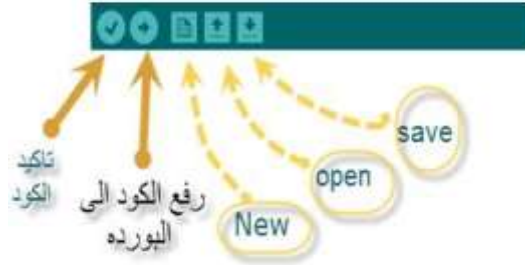 save
open
New
تاكيد
الكود
رفع الكود الى
البورده